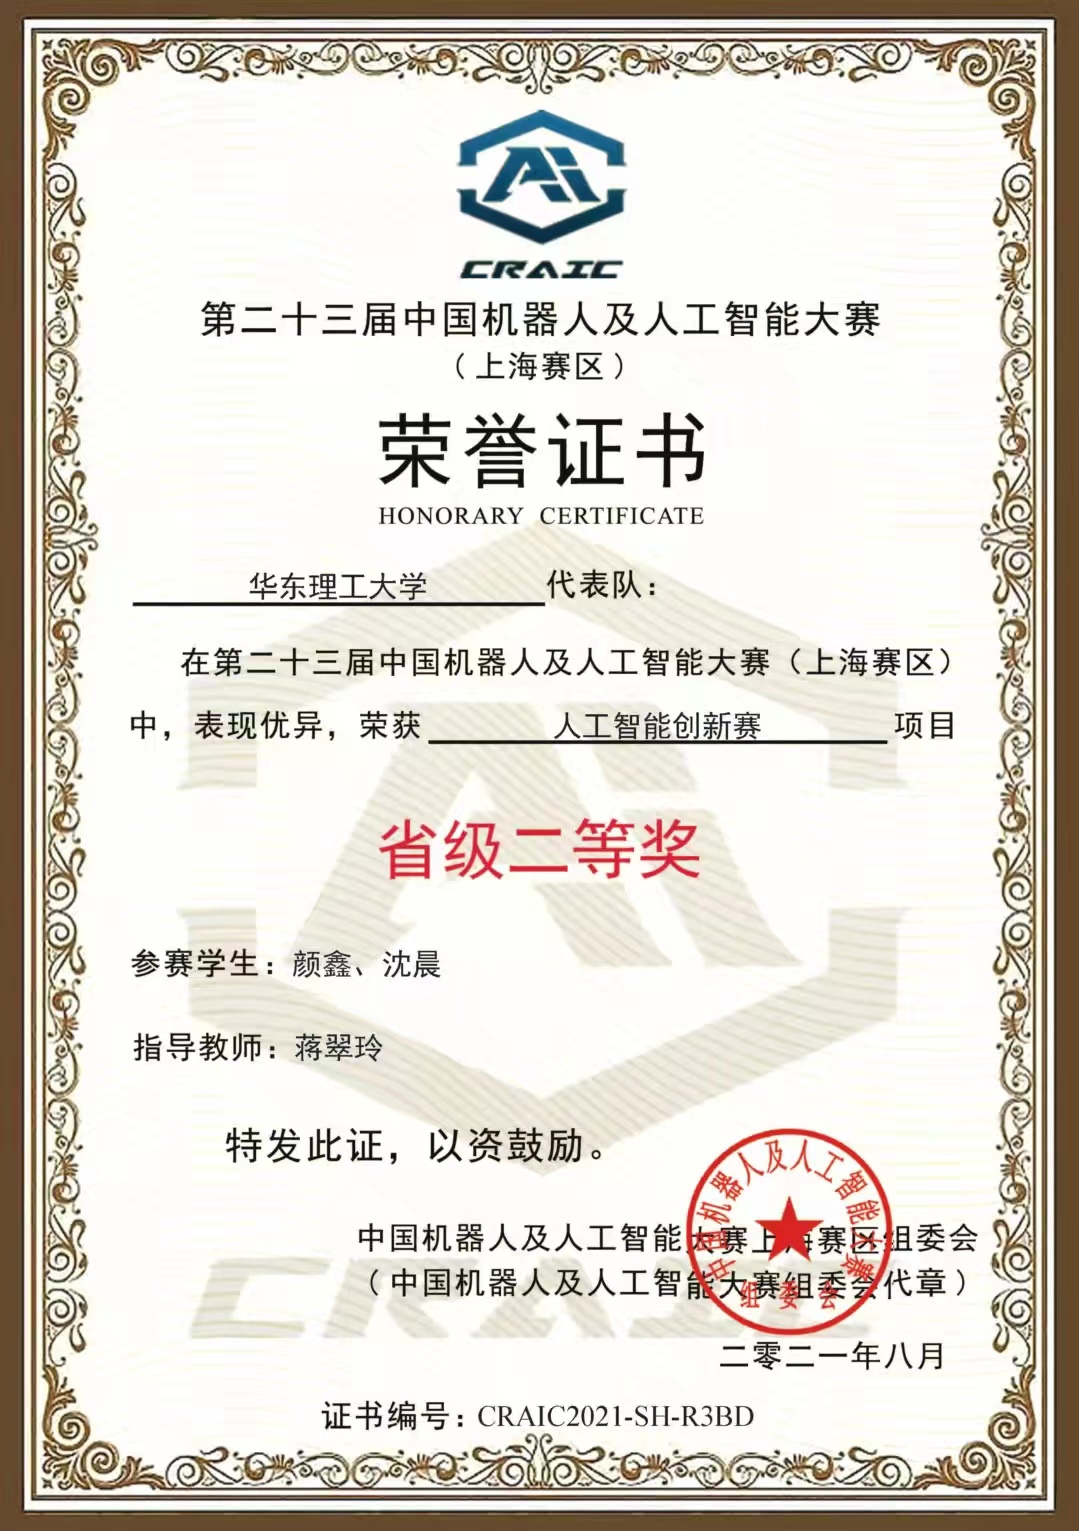 Ai
CRAIC
第二十三届中国机器人及人工智能大赛
（上海赛区）
荣誉证书
HONORARY CERTIFICATE
华东理工大学代表队：
在第二十三届中国机器人及人工智能大赛（上海赛区）
中，表现优异，荣获 人工智能创新赛 项目
省级二等奖
参赛学生：颜鑫、沈晨
指导教师：蒋翠玲
特发此证，以资鼓励。
中国机器人及人工智能大赛上海赛区组委会
（中国机器人及人工智能大赛组委会代章）
中国机器人及人工智能大赛
组委会
二零二一年八月
证书编号：CRAIC2021-SH-R3BD
Ai
CRAIC